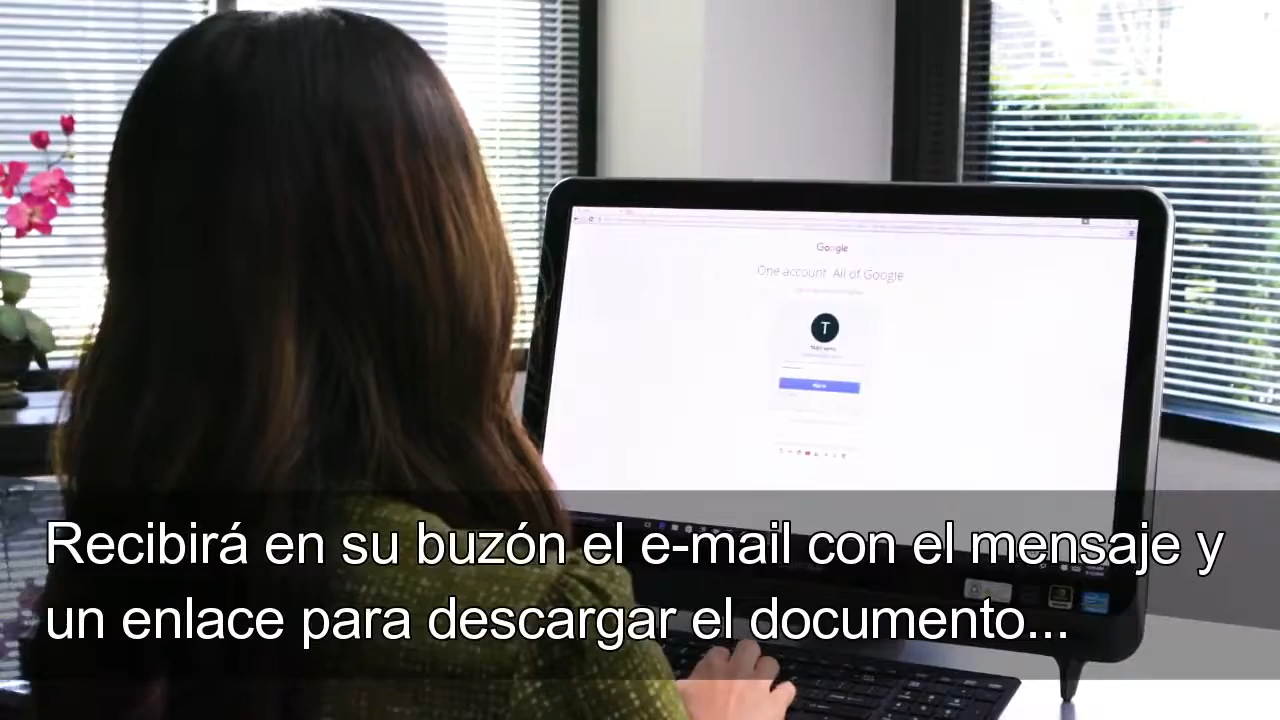 Google
One account. All of Google
T
Recibirá en su buzón el e-mail con el mensaje y
un enlace para descargar el documento...